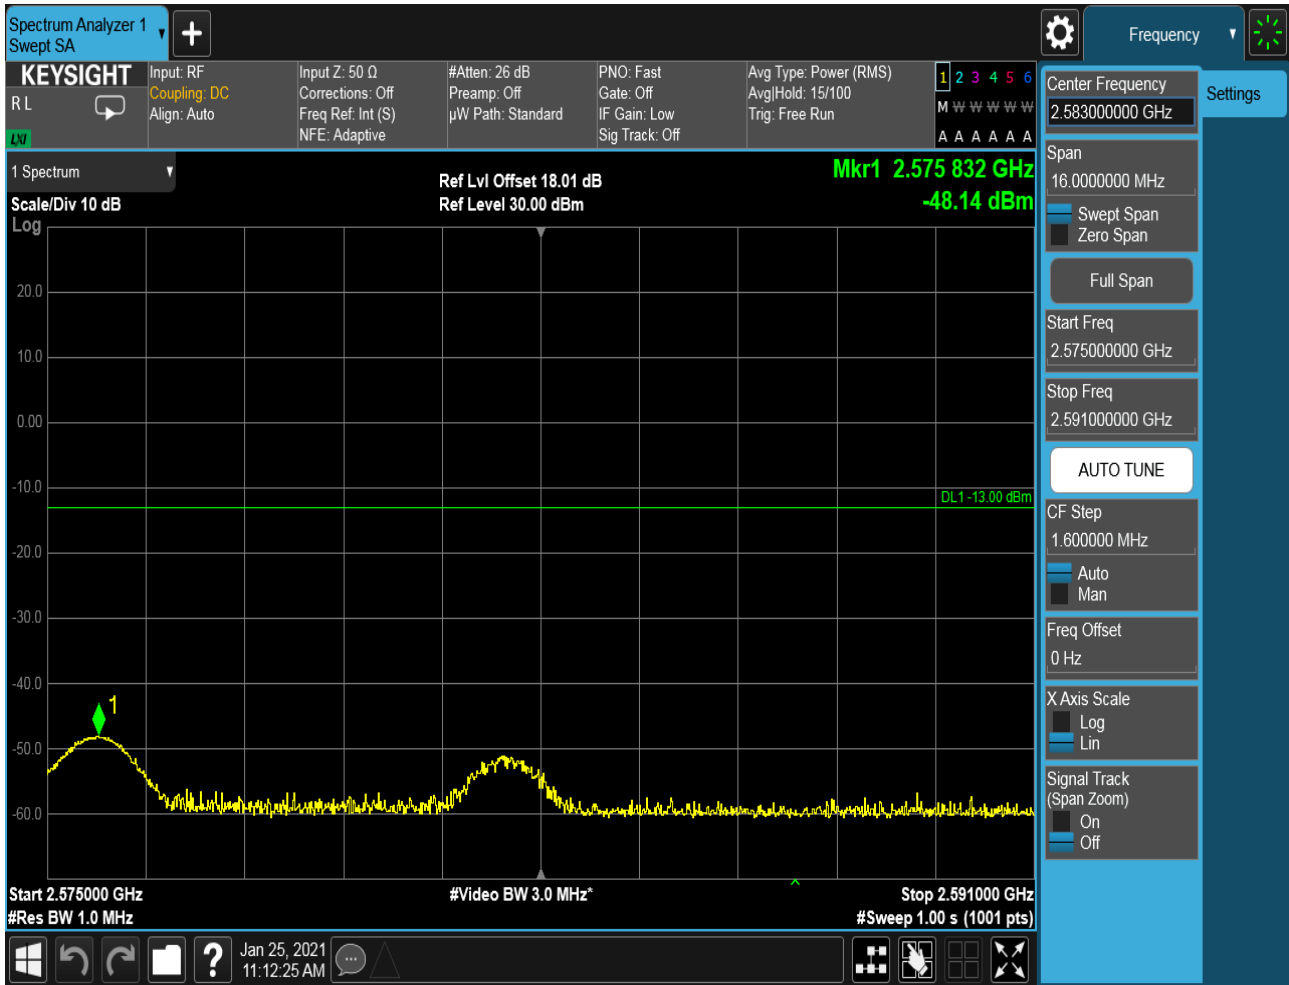 Spectrum Analyzer 1
Swept SA
Frequency
KEYSIGHT
R L
LXI
Input: RF
Coupling: DC
Align: Auto
Input Z: 50 Ω
Corrections: Off
Freq Ref: Int (S)
NFE: Adaptive
#Atten: 26 dB
Preamp: Off
µW Path: Standard
PNO: Fast
Gate: Off
IF Gain: Low
Sig Track: Off
Avg Type: Power (RMS)
Avg|Hold: 15/100
Trig: Free Run
1 2 3 4 5 6
M W W W W W
A A A A A A
1 Spectrum
Scale/Div 10 dB
Log
Ref Lvl Offset 18.01 dB
Ref Level 30.00 dBm
Mkr1 2.575 832 GHz
-48.14 dBm
20.0
10.0
0.00
-10.0
DL1 -13.00 dBm
-20.0
-30.0
-40.0
1
-50.0
-60.0
Start 2.575000 GHz
#Res BW 1.0 MHz
#Video BW 3.0 MHz*
Stop 2.591000 GHz
#Sweep 1.00 s (1001 pts)
?
Jan 25, 2021
11:12:25 AM
Center Frequency
2.583000000 GHz
Span
16.0000000 MHz
Swept Span
Zero Span
Full Span
Start Freq
2.575000000 GHz
Stop Freq
2.591000000 GHz
AUTO TUNE
CF Step
1.600000 MHz
Auto
Man
Freq Offset
0 Hz
X Axis Scale
Log
Lin
Signal Track
(Span Zoom)
On
Off
Settings